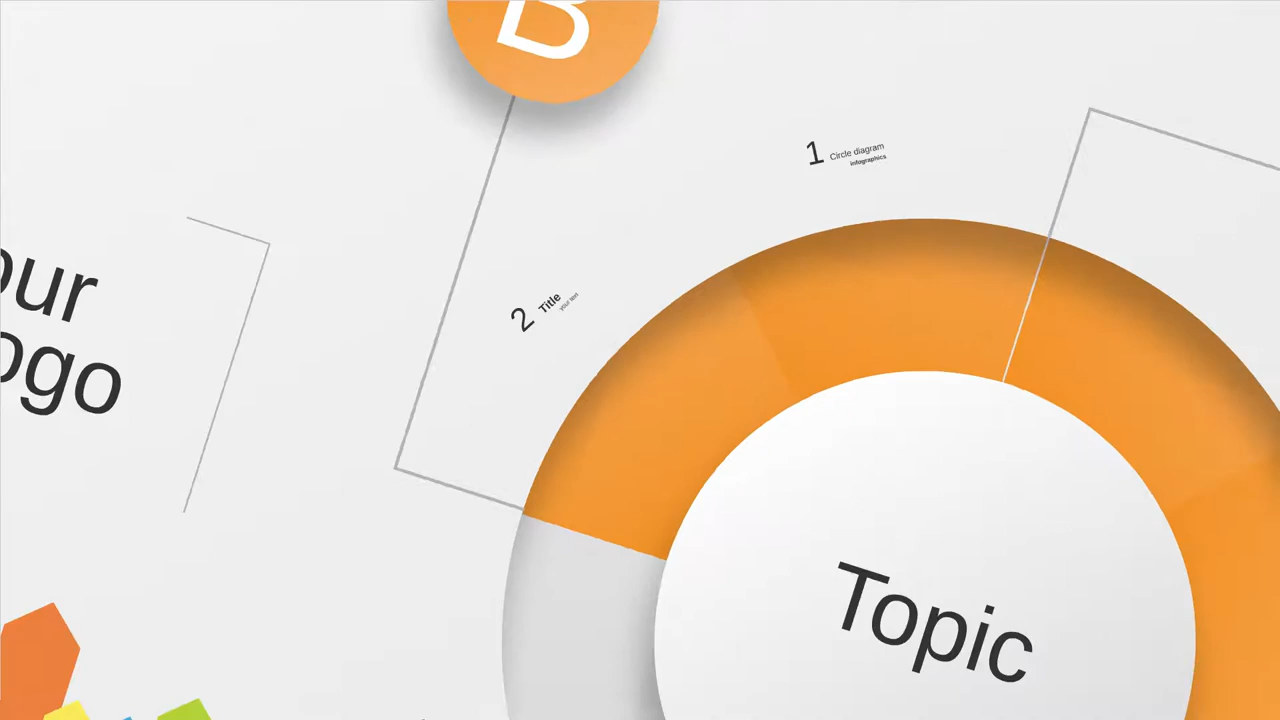 B
1 Circle diagram
infographics
our
ogo
2 Title
your text
Topic